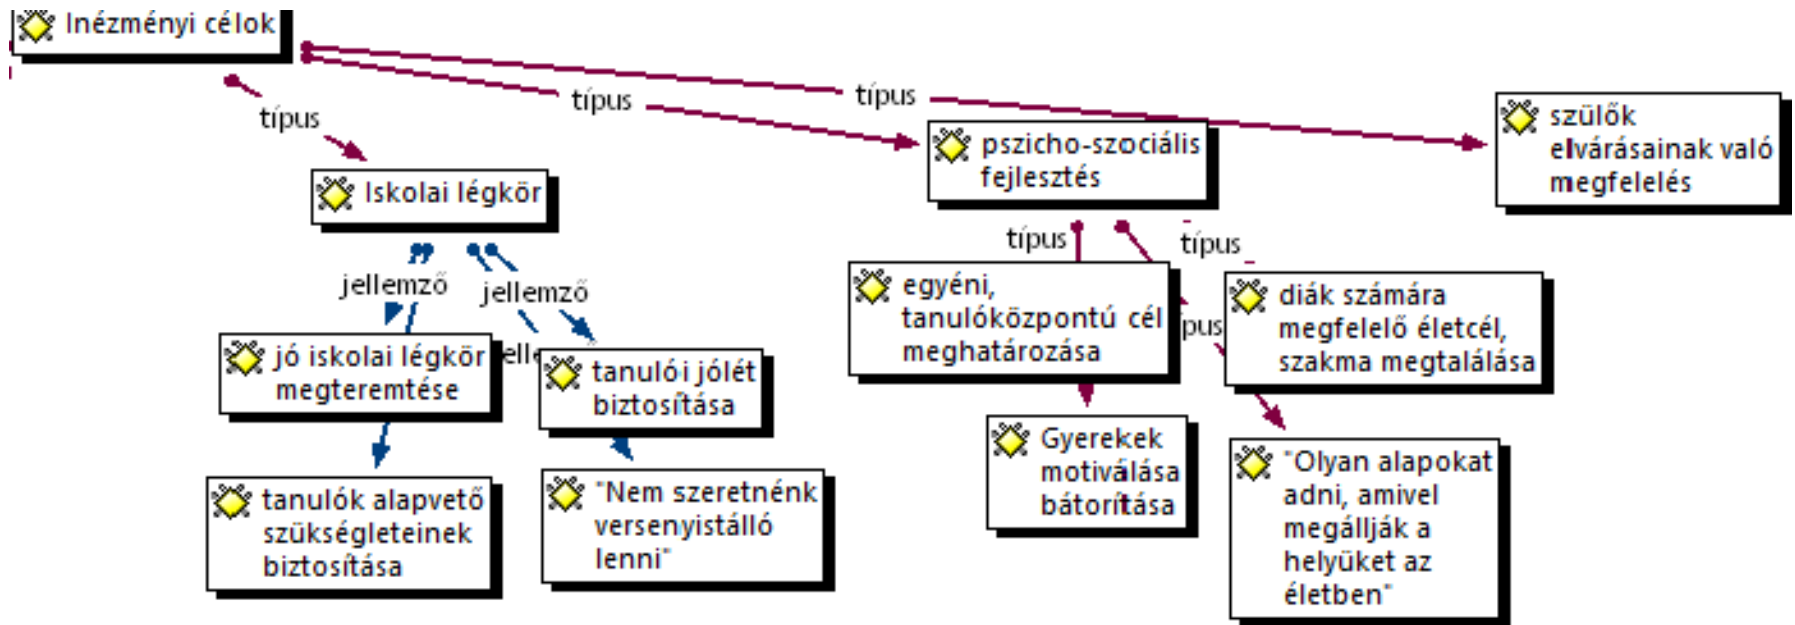 Inézményi célok
típus
típus
típus
szülők
elvárásainak való
megfelelés
pszicho-szociális
fejlesztés
Iskolai légkör
típus
típus
jellemző
jellemző
egyéni,
tanulóközpontú cél
meghatározása
diák számára
megfelelő életcél,
szakma megtalálása
jó iskolai légkör
megteremtése
tanulói jólét
biztosítása
Gyerekek
motiválása
bátorítása
"Olyan alapokat
adni, amivel
megállják a
helyüket az
életben"
tanulók alapvető
szükségleteinek
biztosítása
"Nem szeretnénk
versenyistálló
lenni"